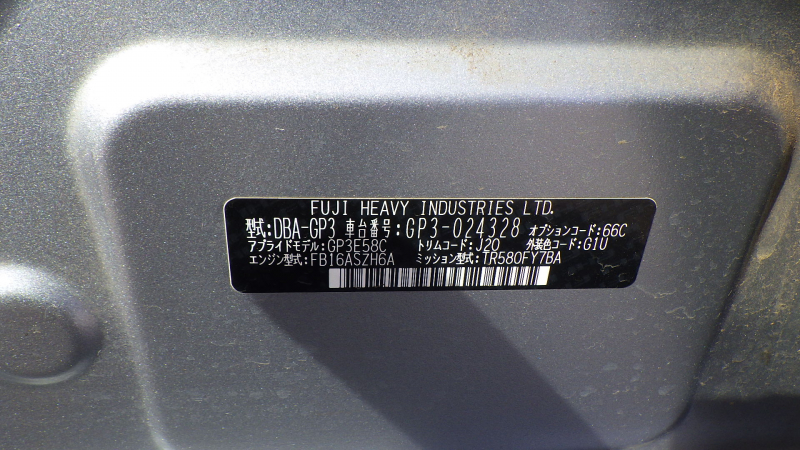 FUJI HEAVY INDUSTRIES LTD.
型式:DBA-GP3 車台番号:GP3-024328 オプションコード:66C
アプライドモデル:GP3E58C トリムコード:J20 外装色コード:G1U
エンジン型式:FB16ASZH6A ミッション型式:TR580FY7BA